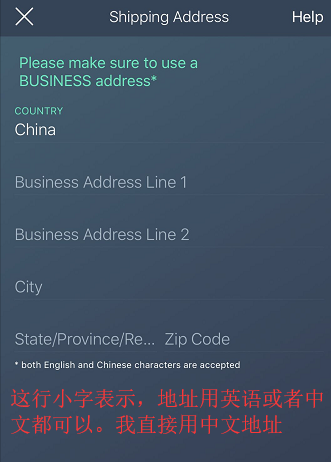 Shipping Address Help
Please make sure to use a
BUSINESS address*
COUNTRY
China
Business Address Line 1
Business Address Line 2
City
State/Province/Re... Zip Code
* both English and Chinese characters are accepted
这行小字表示，地址用英语或者中
文都可以。我直接用中文地址